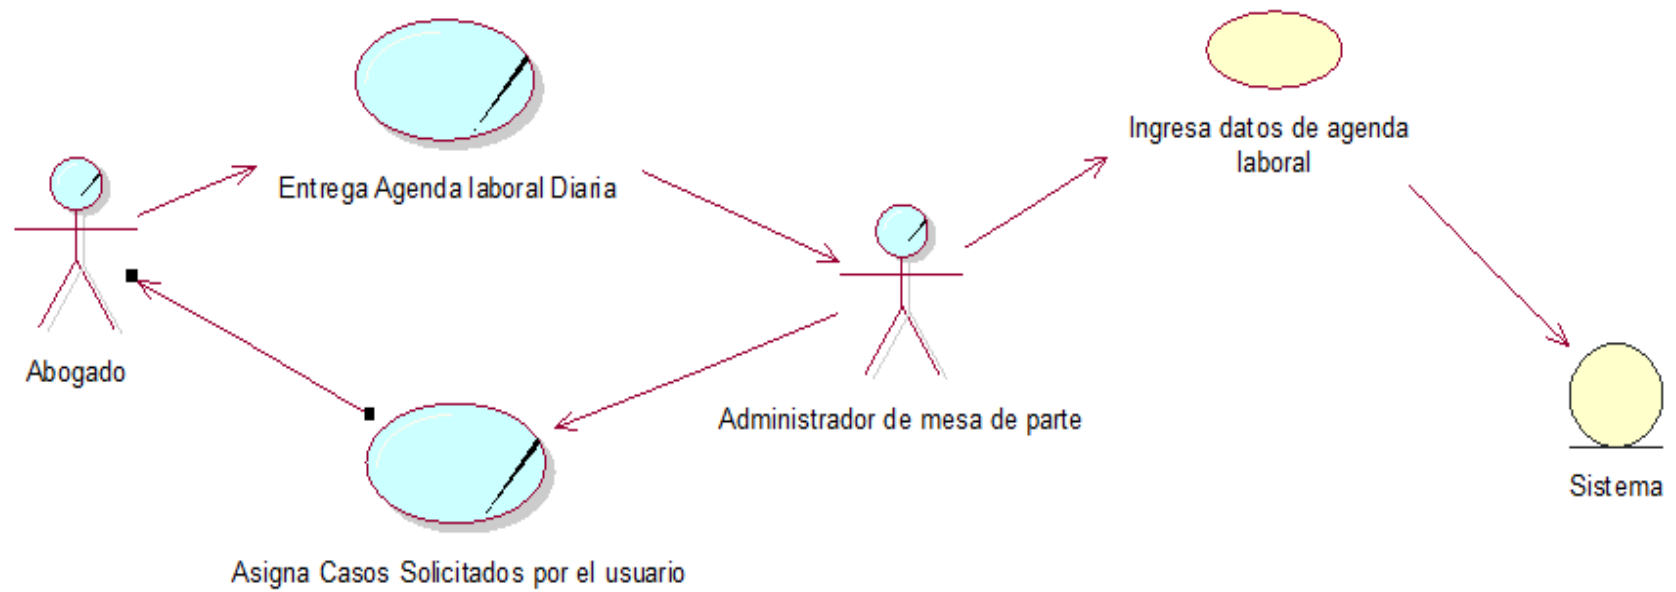 Ingresa datos de agenda
laboral
Entrega Agenda laboral Diaria
Abogado
Administrador de mesa de parte
Sistema
Asigna Casos Solicitados por el usuario